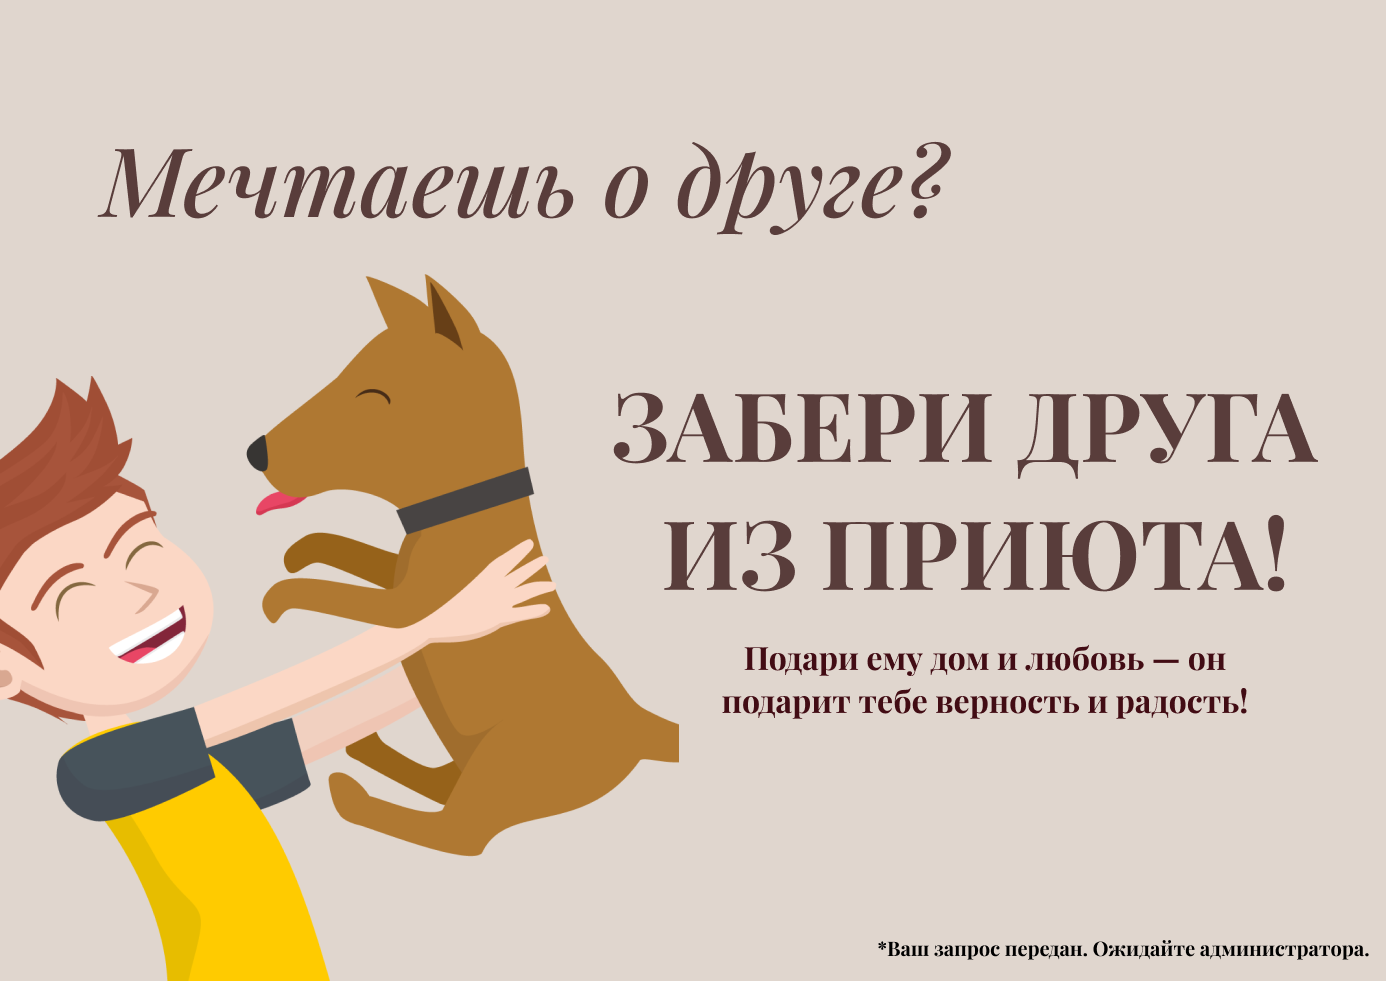 Мечтаешь о друге?
ЗАБЕРИ ДРУГА
ИЗ ПРИЮТА!
Подари ему дом и любовь — он
подарит тебе верность и радость!
*Ваш запрос передан. Ожидайте администратора.